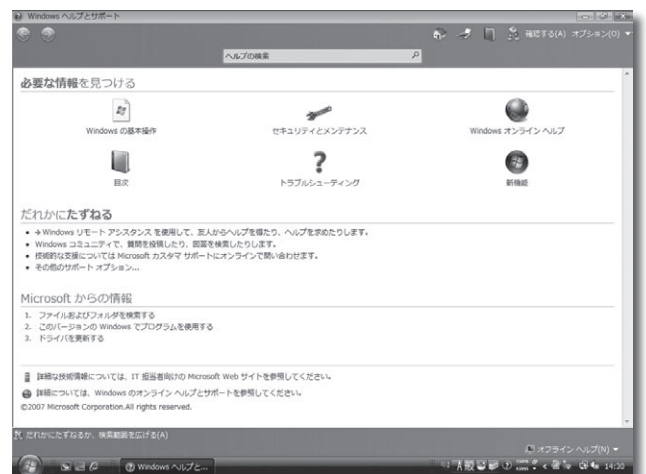 Windows ヘルプとサポート
確認する(A) オプション(O)
ヘルプの検索
必要な情報を見つける
Windows の基本操作
セキュリティとメンテナンス
Windows オンライン ヘルプ
目次
トラブルシューティング
新機能
だれかにたずねる
Windows リモート アシスタンス を使用して、友人からヘルプを得たり、ヘルプを求めたりします。
Windows コミュニティで、質問を投稿したり、回答を検索したりします。
技術的な支援については Microsoft カスタマ サポートにオンラインで問い合わせます。
その他のサポート オプション...
Microsoft からの情報
1. ファイルおよびフォルダを検索する
2. このバージョンの Windows でプログラムを使用する
3. ドライバを更新する
詳細な技術情報については、IT 担当者向けの Microsoft Web サイトを参照してください。
詳細については、Windows のオンライン ヘルプとサポートを参照してください。
©2007 Microsoft Corporation.All rights reserved.
だれかにたずねるか、検索範囲を広げる(A)
オフライン ヘルプ(N)
Windows ヘルプと...
A 般
14:30